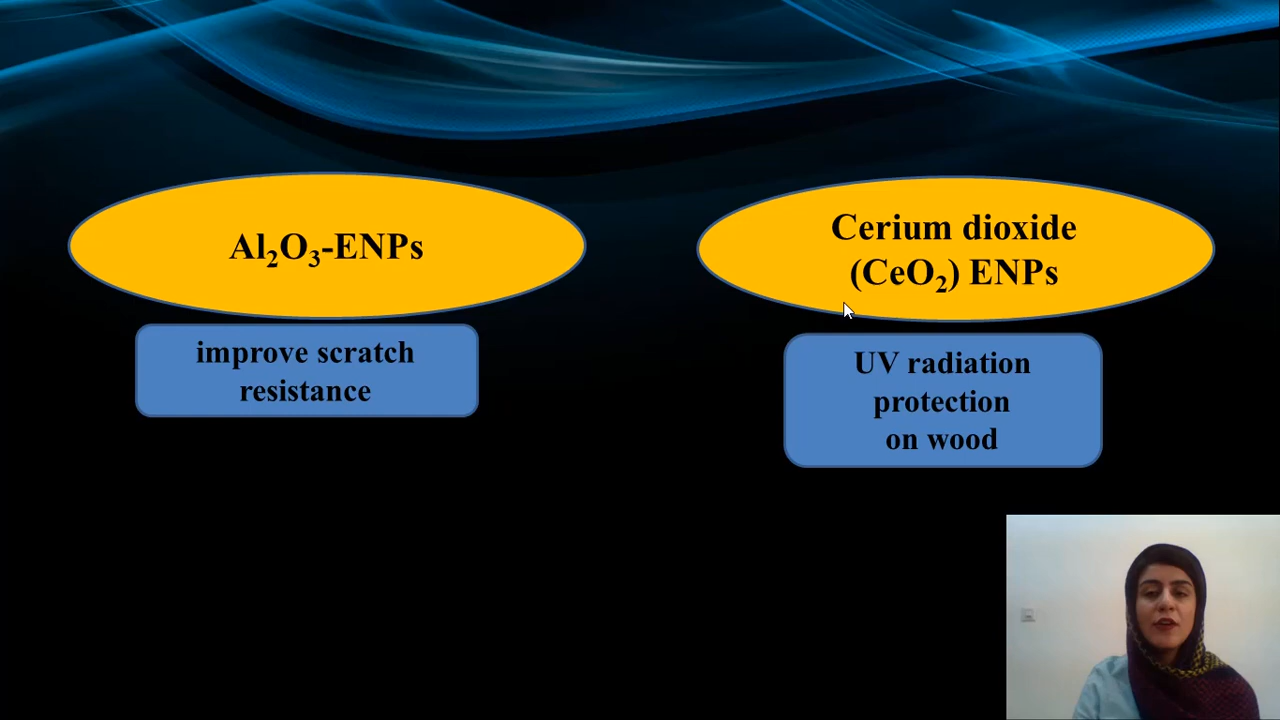 Al₂O₃-ENPs
improve scratch
resistance
Cerium dioxide
(CeO₂) ENPs
UV radiation
protection
on wood